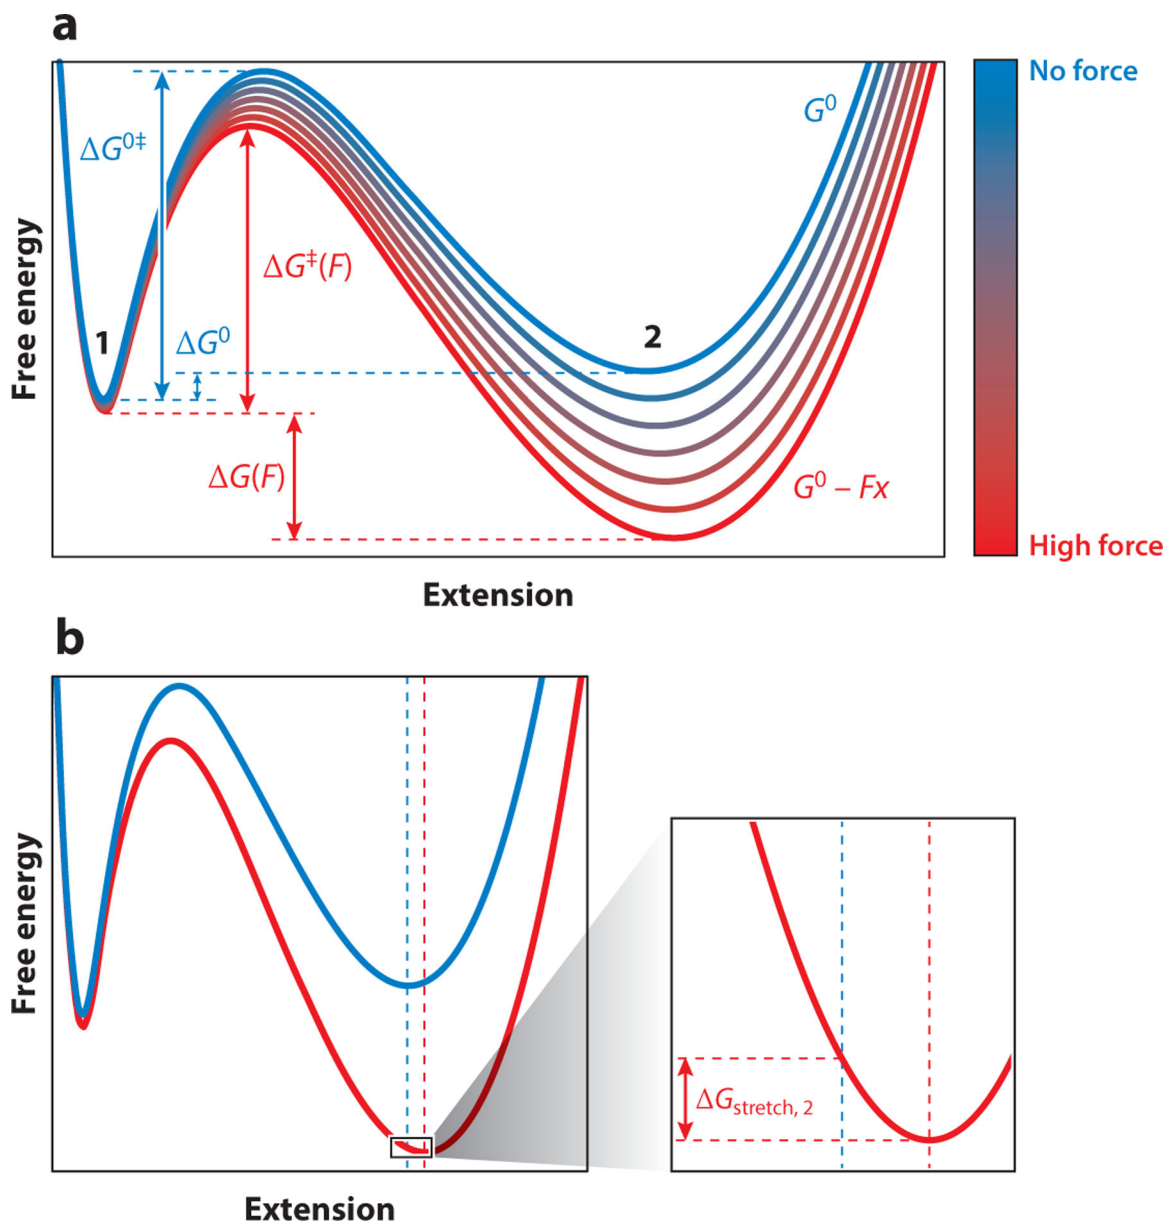 a
No force
G⁰
ΔG⁰‡
ΔG‡(F)
1
ΔG⁰
2
Free energy
ΔG(F)
G⁰ – Fx
High force
Extension
b
Free energy
ΔGstretch, 2
Extension